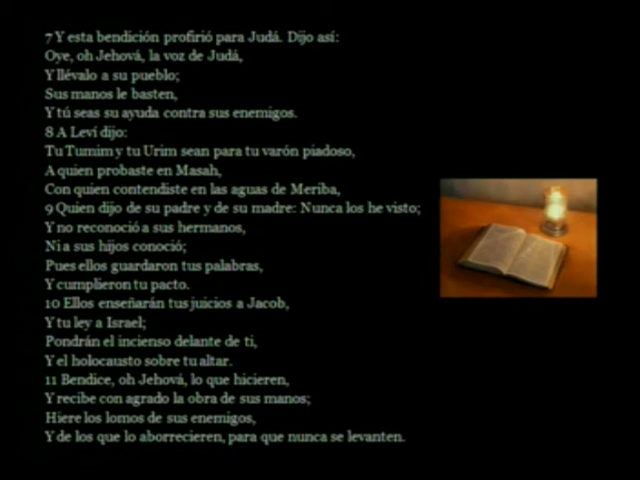 7 Y esta bendición profirió para Judá. Dijo así:
Oye, oh Jehová, la voz de Judá,
Y llévalo a su pueblo;
Sus manos le basten,
Y tú seas su ayuda contra sus enemigos.
8 A Leví dijo:
Tu Tumim y tu Urim sean para tu varón piadoso,
A quien probaste en Masah,
Con quien contendiste en las aguas de Meriba,
9 Quien dijo de su padre y de su madre: Nunca los he visto;
Y no reconoció a sus hermanos,
Ni a sus hijos conoció;
Pues ellos guardaron tus palabras,
Y cumplieron tu pacto.
10 Ellos enseñarán tus juicios a Jacob,
Y tu ley a Israel;
Pondrán el incienso delante de ti,
Y el holocausto sobre tu altar.
11 Bendice, oh Jehová, lo que hicieren,
Y recibe con agrado la obra de sus manos;
Hiere los lomos de sus enemigos,
Y de los que lo aborrecieren, para que nunca se levanten.